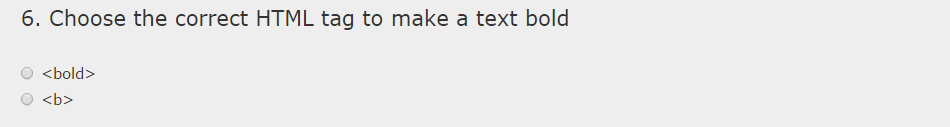 6. Choose the correct HTML tag to make a text bold
<bold>
<b>